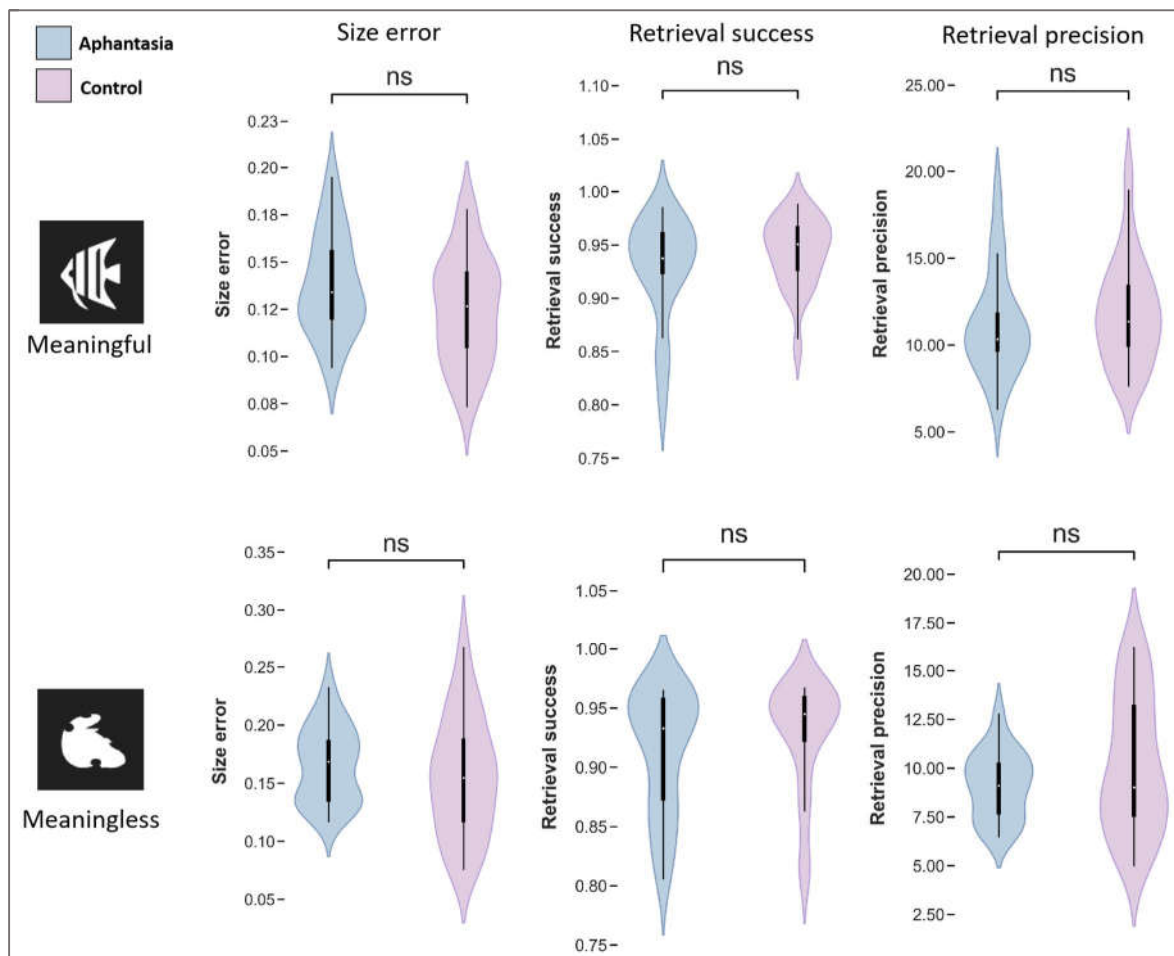 Aphantasia
Control
Size error
Retrieval success
Retrieval precision
ns
ns
ns
Meaningful
Size error
0.23
0.20
0.18
0.15
0.12
0.10
0.08
0.05
Retrieval success
1.10
1.05
1.00
0.95
0.90
0.85
0.80
0.75
Retrieval precision
25.00
20.00
15.00
10.00
5.00
ns
ns
ns
Meaningless
Size error
0.35
0.30
0.25
0.20
0.15
0.10
0.05
Retrieval success
1.05
1.00
0.95
0.90
0.85
0.80
0.75
Retrieval precision
20.00
17.50
15.00
12.50
10.00
7.50
5.00
2.50